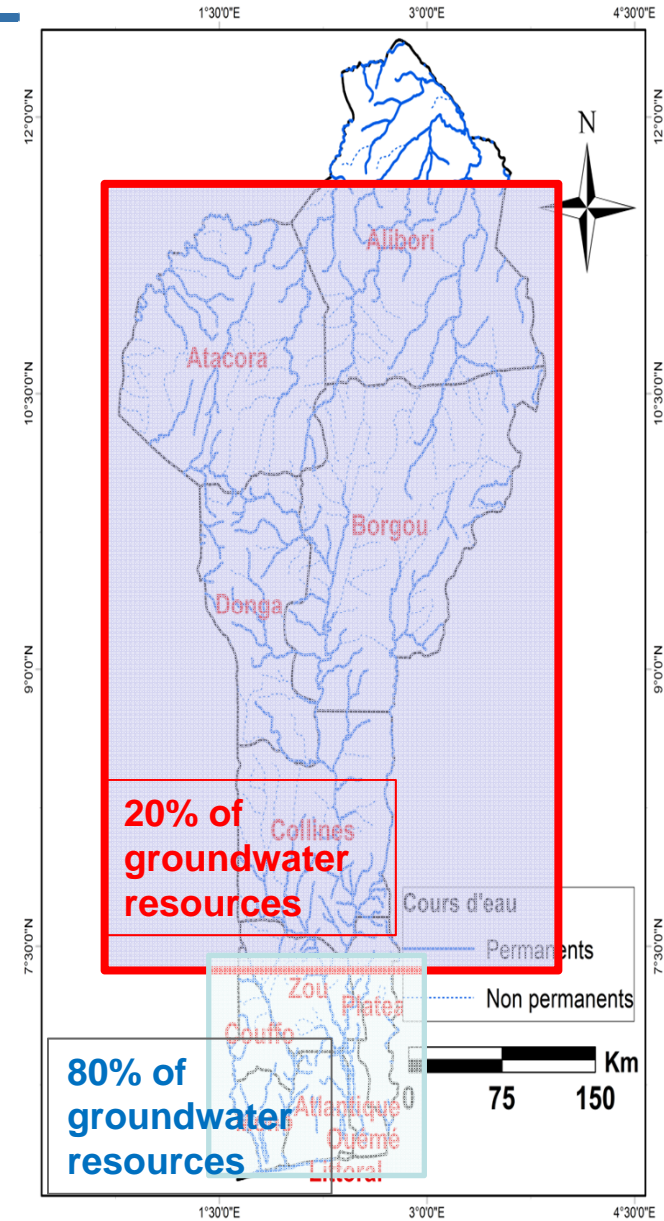 1°30'0"E 3°0'0"E 4°30'0"E
12°0'0"N 12°0'0"N
N
Alibori
Atacora
10°30'0"N 10°30'0"N
Borgou
Donga
9°0'0"N 9°0'0"N
20% of
groundwater
resources
Collines
Cours d'eau
Permanents
Non permanents
7°30'0"N 7°30'0"N
Zou
Platea
Couffo
Km
0 75 150
80% of
groundwater
resources
Atlantique
Ouémé
Littoral
1°30'0"E 3°0'0"E 4°30'0"E